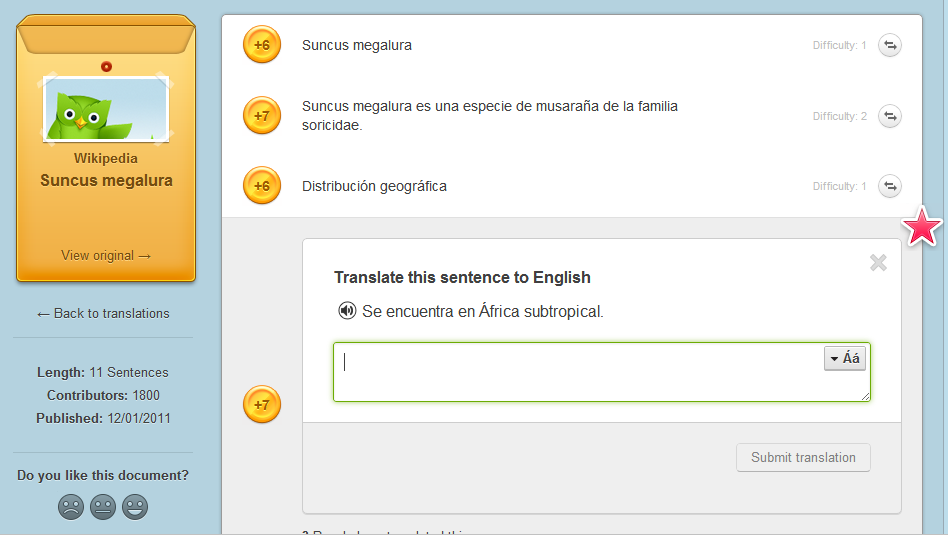 Wikipedia
Suncus megalura
View original →
← Back to translations
Length: 11 Sentences
Contributors: 1800
Published: 12/01/2011
Do you like this document?
+6
Suncus megalura
Difficulty: 1
+7
Suncus megalura es una especie de musaraña de la familia
soricidae.
Difficulty: 2
+6
Distribución geográfica
Difficulty: 1
Translate this sentence to English
Se encuentra en África subtropical.
Áá
+7
Submit translation